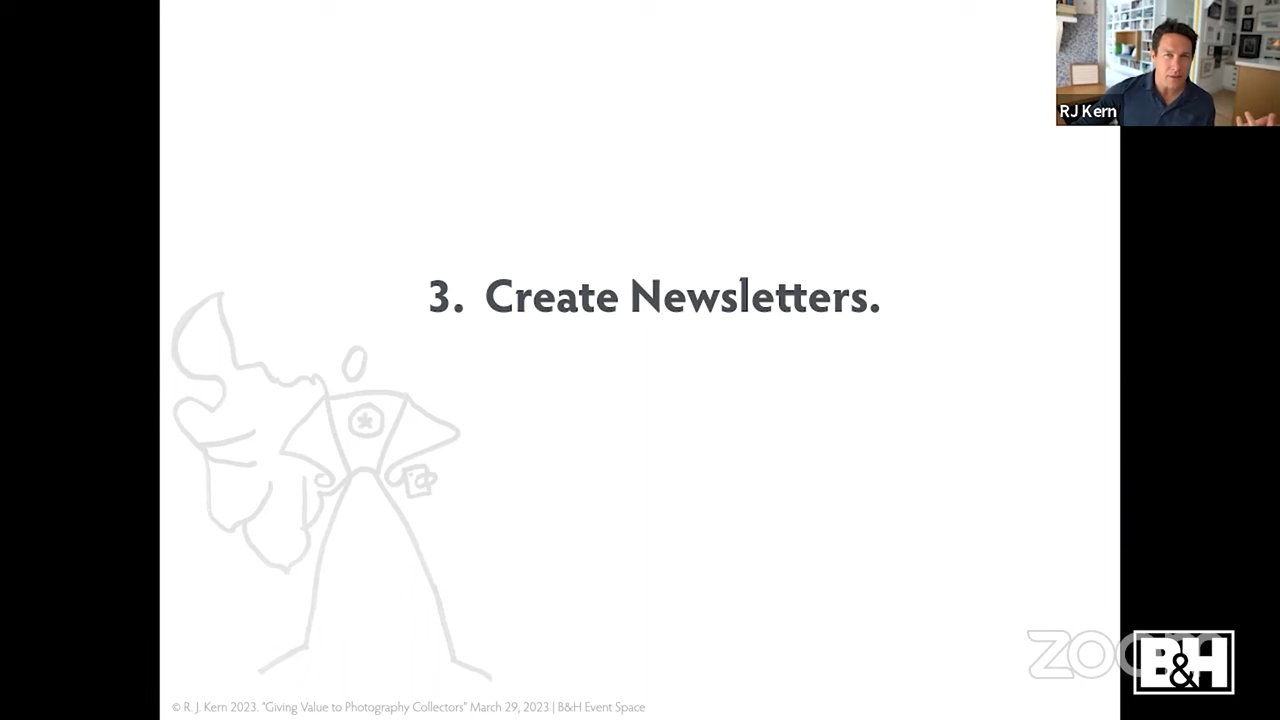 RJ Kern
3. Create Newsletters.
zoom
B&H
© R. J. Kern 2023. "Giving Value to Photography Collectors" March 29, 2023 | B&H Event Space